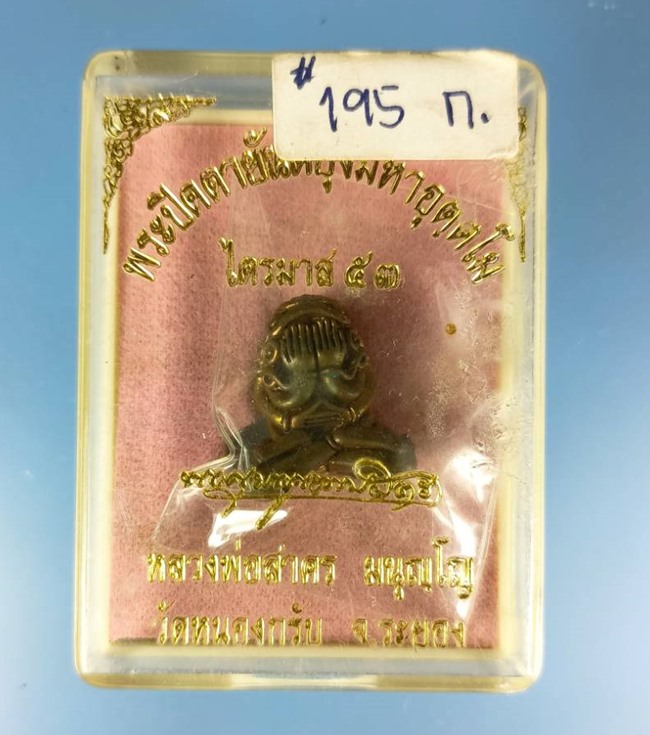 # 195 ก.
พระปิดตายันต์ยุ่งมหาอุตฺตโม
ไตรมาส ๕๓
หลวงพ่อสาคร มนุญฺโญ
วัดหนองกรับ จ.ระยอง